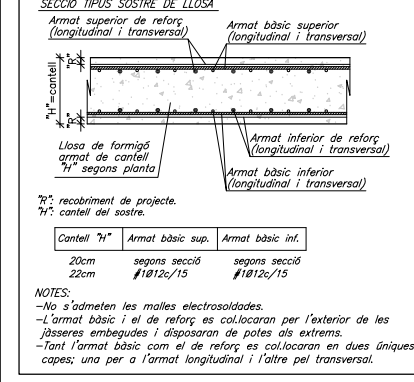 SECCIÓ TIPUS SOSTRE DE LLOSA
Armat superior de reforç
(longitudinal i transversal)
Armat bàsic superior
(longitudinal i transversal)
"R"
"H"=cantell
"R"
Llosa de formigó
armat de cantell
"H" segons planta
Armat inferior de reforç
(longitudinal i transversal)
Armat bàsic inferior
(longitudinal i transversal)
"R": recobriment de projecte.
"H": cantell del sostre.
Cantell "H" Armat bàsic sup. Armat bàsic inf.
20cm segons secció segons secció
22cm #1Ø12c/15 #1Ø12c/15
NOTES:
-No s'admeten les malles electrosoldades.
-L'armat bàsic i el de reforç es col.locaran per l'exterior de les
jàsseres embegudes i disposaran de potes als extrems.
-Tant l'armat bàsic com el de reforç es col.locaran en dues úniques
capes; una per a l'armat longitudinal i l'altre pel transversal.